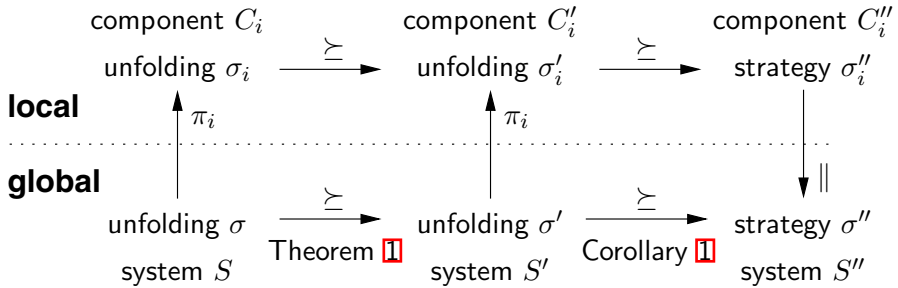 component C_i component C'_i component C''_i
unfolding σ_i ⪰ unfolding σ'_i ⪰ strategy σ''_i
local
π_i π_i
global
∥
unfolding σ ⪰ unfolding σ' ⪰ strategy σ''
Theorem 1 Corollary 1
system S system S' system S''